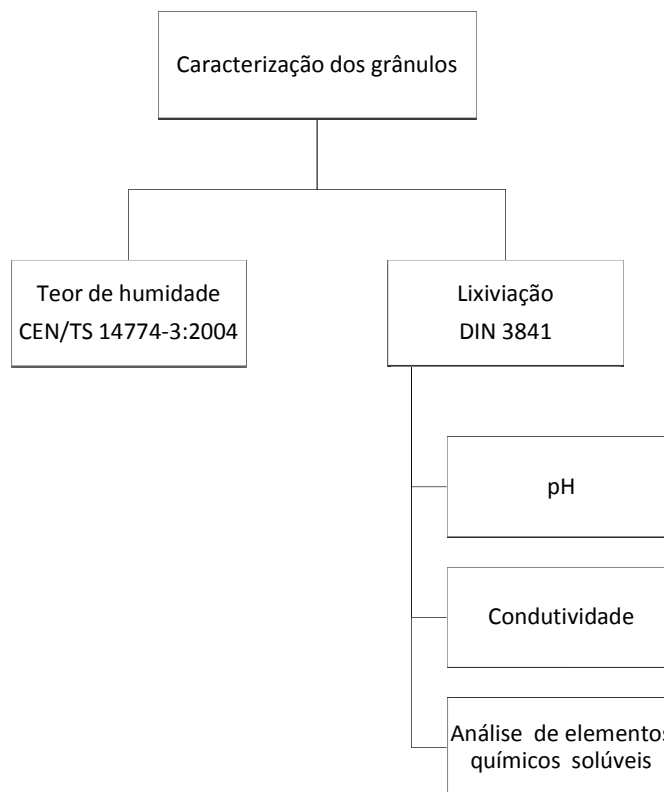 Caracterização dos grânulos
Teor de humidade
CEN/TS 14774-3:2004
Lixiviação
DIN 3841
pH
Condutividade
Análise de elementos
químicos solúveis